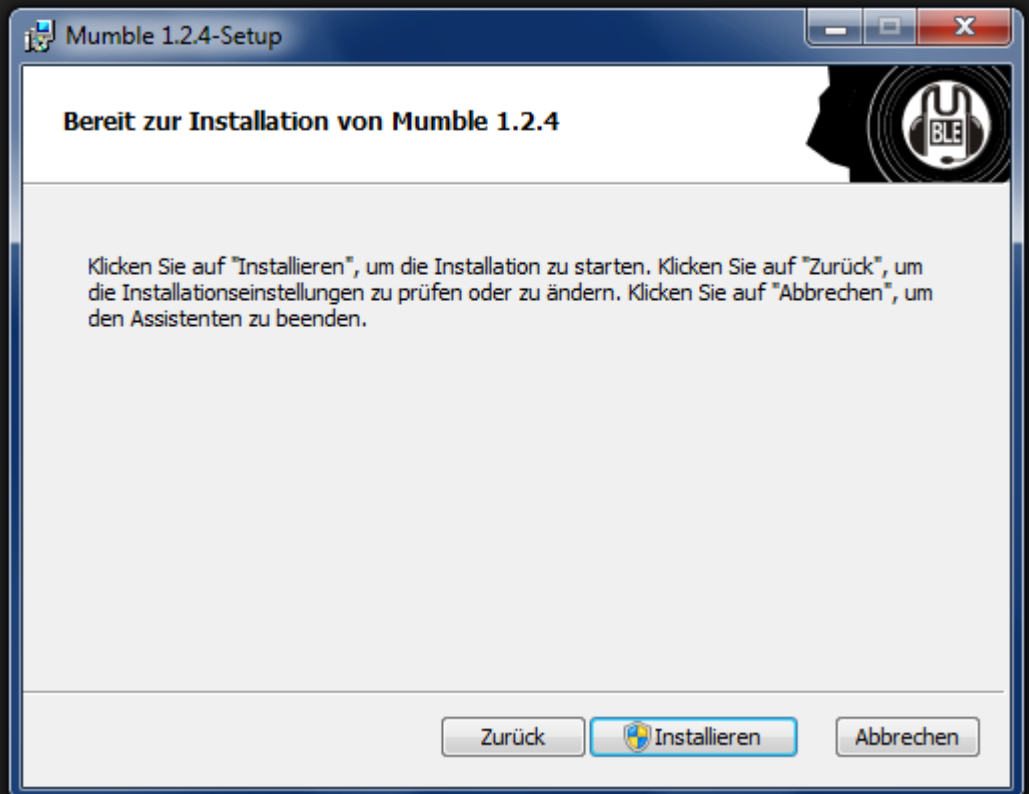 Mumble 1.2.4-Setup
Bereit zur Installation von Mumble 1.2.4
BLE
Klicken Sie auf "Installieren", um die Installation zu starten. Klicken Sie auf "Zurück", um
die Installationseinstellungen zu prüfen oder zu ändern. Klicken Sie auf "Abbrechen", um
den Assistenten zu beenden.
Zurück
Installieren
Abbrechen